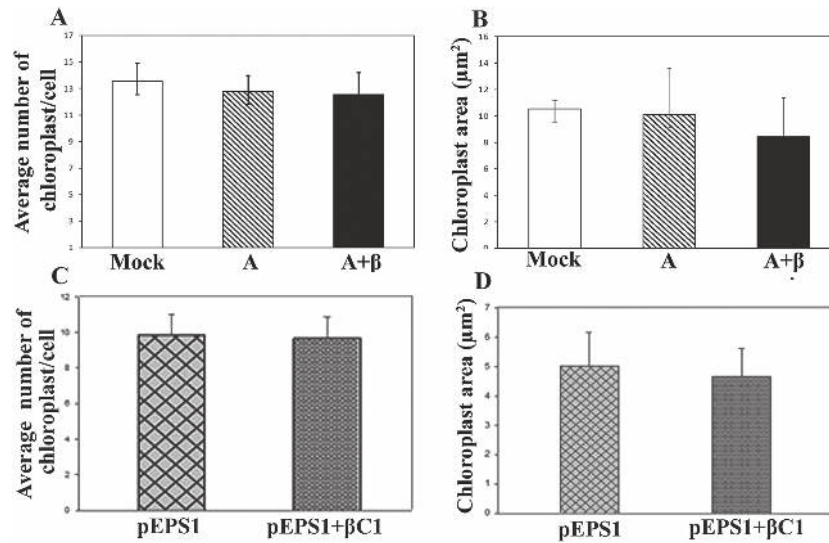 A
Average number of
chloroplast/cell
17
15
13
11
9
7
5
3
1
Mock
A
A+β
B
Chloroplast area (µm²)
16
14
12
10
8
6
4
2
0
Mock
A
A+β
C
Average number of
chloroplast/cell
12
10
8
6
4
2
0
pEPS1
pEPS1+βC1
D
Chloroplast area (µm²)
7
6
5
4
3
2
1
0
pEPS1
pEPS1+βC1